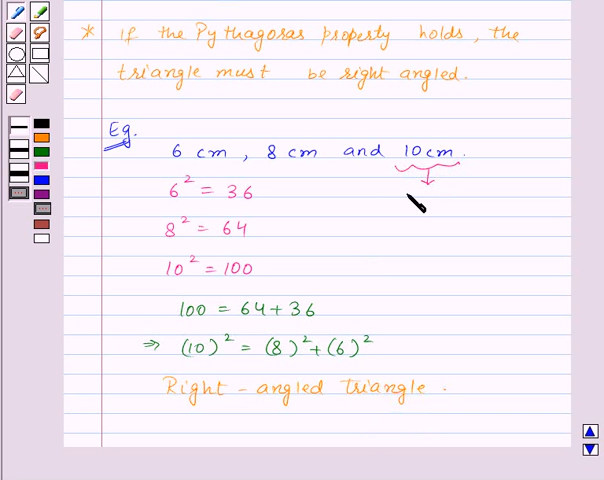 * If the Pythagoras property holds, the
triangle must be right angled.
Eg.
6 cm, 8 cm and 10 cm.
6² = 36
8² = 64
10² = 100
100 = 64 + 36
⇒ (10)² = (8)² + (6)²
Right - angled triangle.